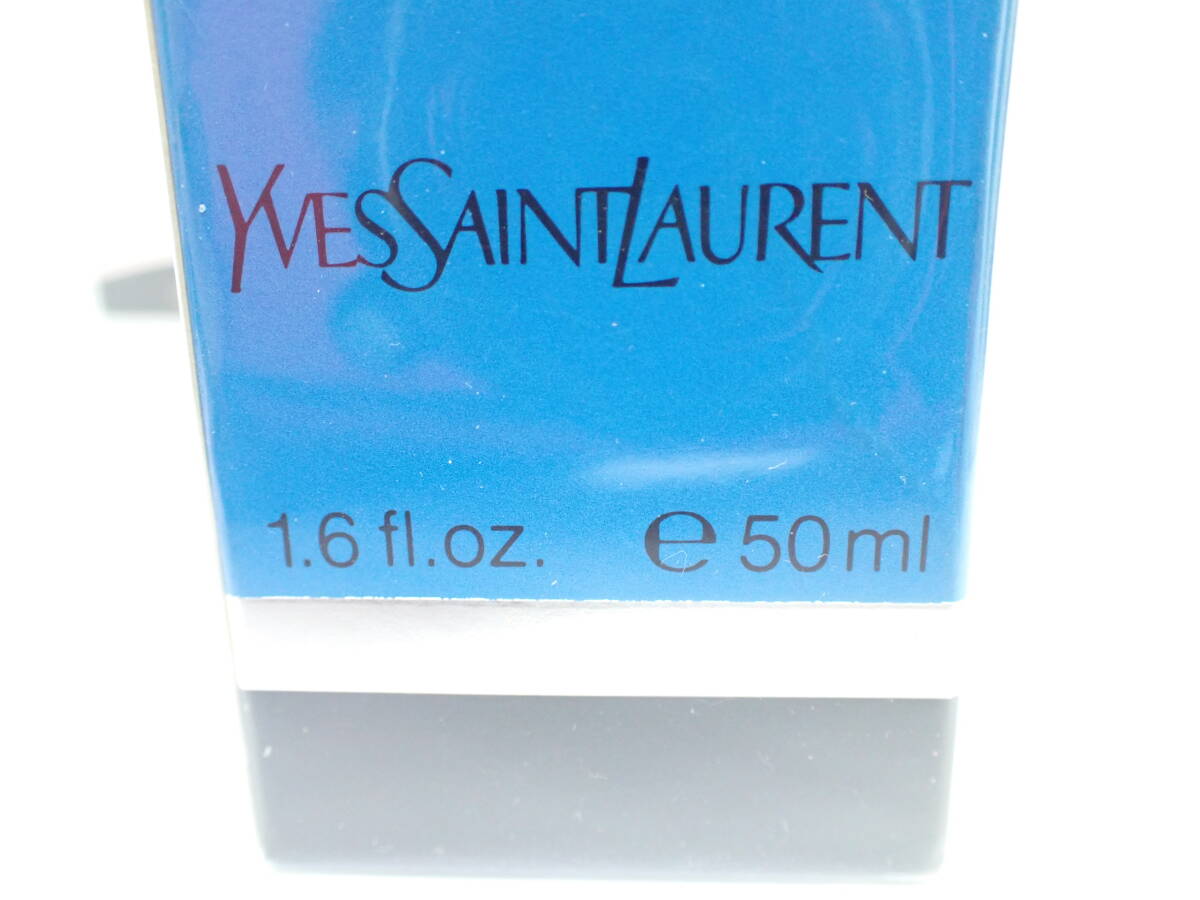 YVESSAINTLAURENT
1.6 fl.oz. ℮ 50ml